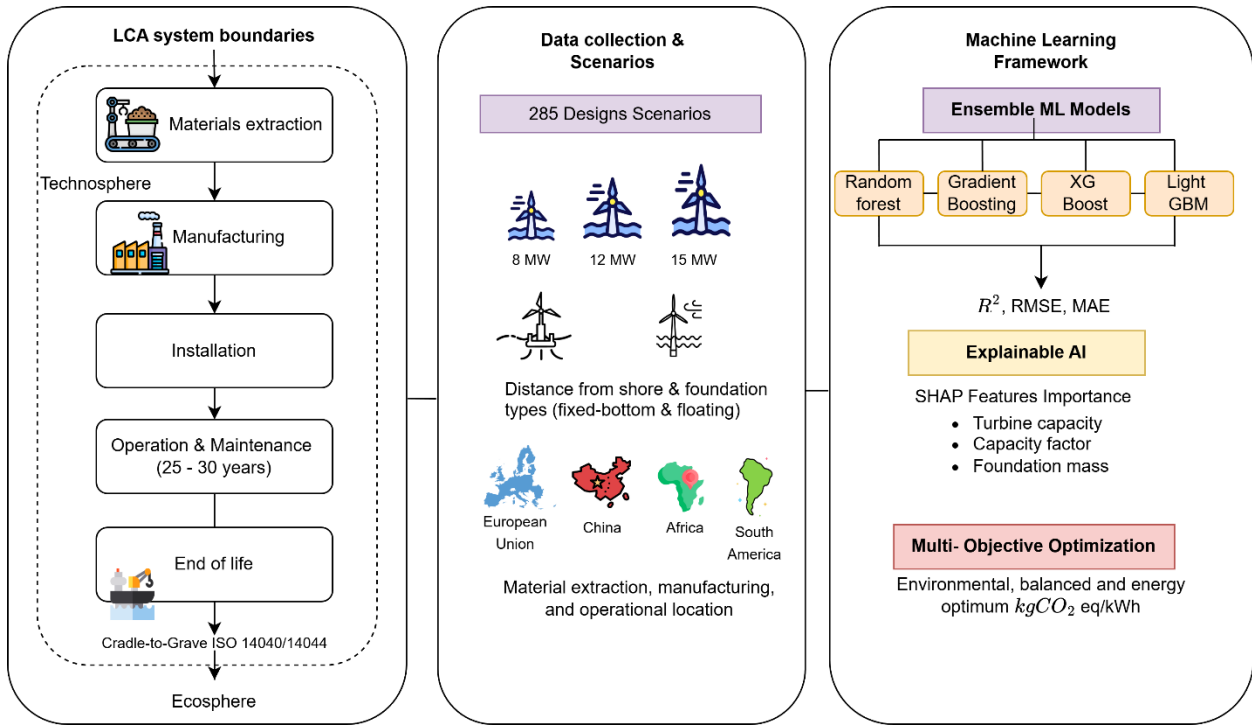 LCA system boundaries
Materials extraction
Technosphere
Manufacturing
Installation
Operation & Maintenance
(25 - 30 years)
End of life
Cradle-to-Grave ISO 14040/14044
Ecosphere
Data collection &
Scenarios
285 Designs Scenarios
8 MW
12 MW
15 MW
Distance from shore & foundation
types (fixed-bottom & floating)
European
Union
China
Africa
South
America
Material extraction, manufacturing,
and operational location
Machine Learning
Framework
Ensemble ML Models
Random
forest
Gradient
Boosting
XG
Boost
Light
GBM
R², RMSE, MAE
Explainable AI
SHAP Features Importance
• Turbine capacity
• Capacity factor
• Foundation mass
Multi- Objective Optimization
Environmental, balanced and energy
optimum kgCO₂ eq/kWh